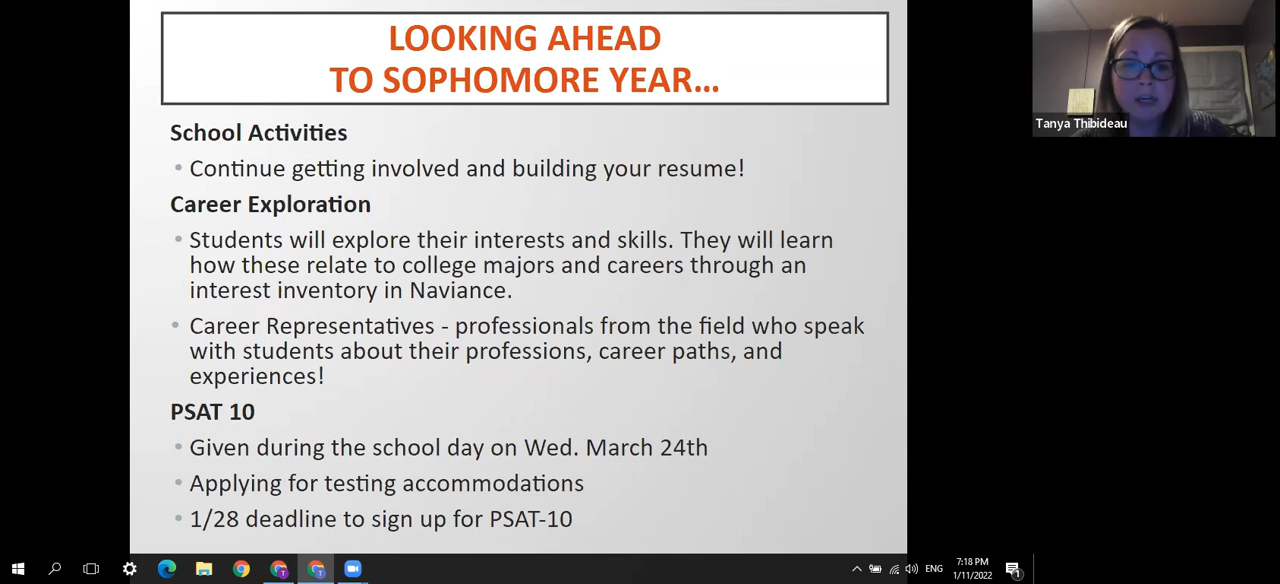 LOOKING AHEAD
TO SOPHOMORE YEAR...
School Activities
• Continue getting involved and building your resume!
Career Exploration
• Students will explore their interests and skills. They will learn
how these relate to college majors and careers through an
interest inventory in Naviance.
• Career Representatives - professionals from the field who speak
with students about their professions, career paths, and
experiences!
PSAT 10
• Given during the school day on Wed. March 24th
• Applying for testing accommodations
• 1/28 deadline to sign up for PSAT-10
Tanya Thibideau
ENG
7:18 PM
1/11/2022
1